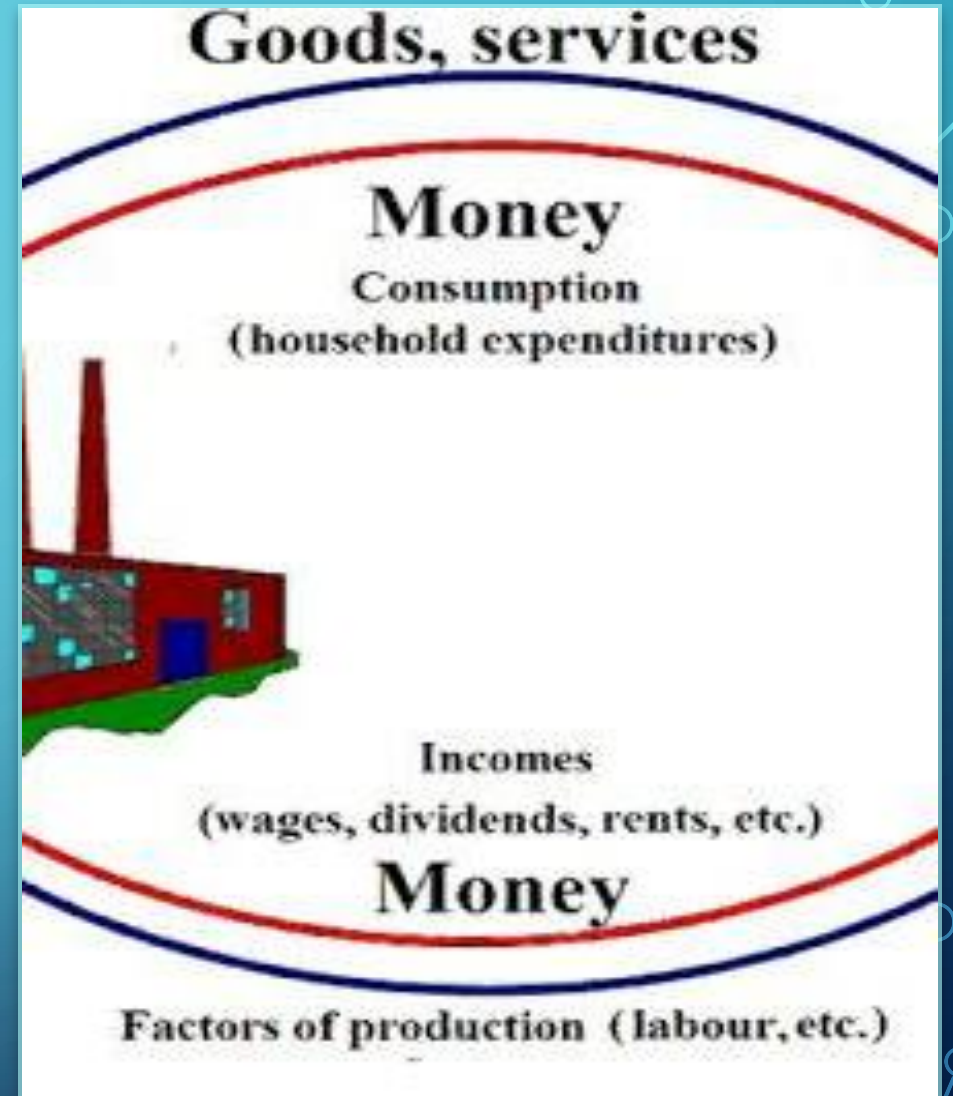 Goods, services
Money
Consumption
(household expenditures)
Incomes
(wages, dividends, rents, etc.)
Money
Factors of production (labour, etc.)